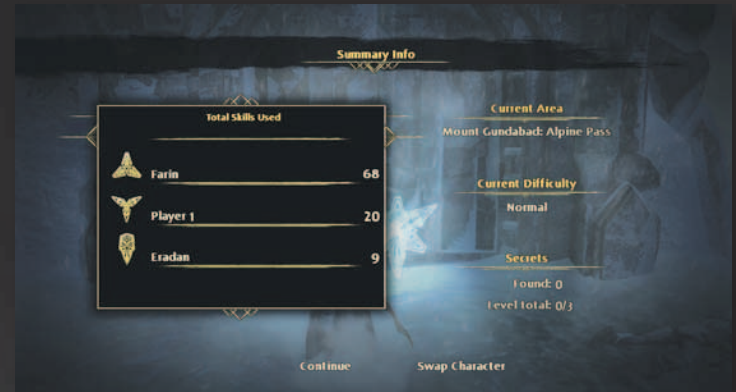 Summary Info
Total Skills Used
Farin 68
Player 1 20
Eradan 9
Current Area
Mount Gundabad: Alpine Pass
Current Difficulty
Normal
Secrets
Found: 0
Level Total: 0/3
Continue Swap Character